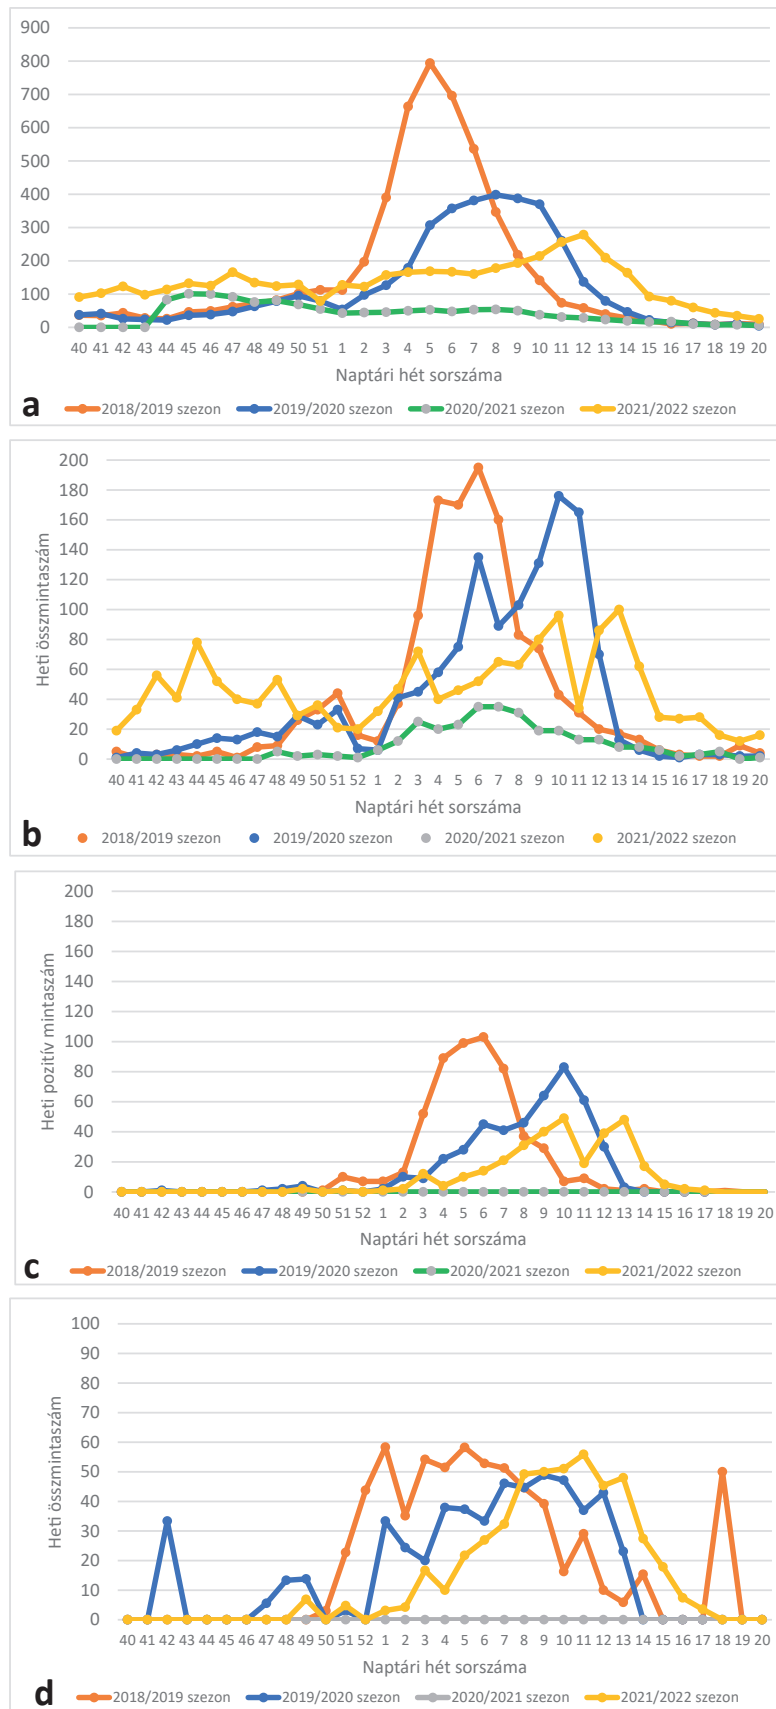 900
800
700
600
500
400
300
200
100
0
40 41 42 43 44 45 46 47 48 49 50 51 1 2 3 4 5 6 7 8 9 10 11 12 13 14 15 16 17 18 19 20
Naptári hét sorszáma
a
2018/2019 szezon 2019/2020 szezon 2020/2021 szezon 2021/2022 szezon
Heti összmintaszám
200
180
160
140
120
100
80
60
40
20
0
40 41 42 43 44 45 46 47 48 49 50 51 52 1 2 3 4 5 6 7 8 9 10 11 12 13 14 15 16 17 18 19 20
Naptári hét sorszáma
b
2018/2019 szezon 2019/2020 szezon 2020/2021 szezon 2021/2022 szezon
Heti pozitív mintaszám
200
180
160
140
120
100
80
60
40
20
0
40 41 42 43 44 45 46 47 48 49 50 51 52 1 2 3 4 5 6 7 8 9 10 11 12 13 14 15 16 17 18 19 20
Naptári hét sorszáma
c
2018/2019 szezon 2019/2020 szezon 2020/2021 szezon 2021/2022 szezon
Heti összmintaszám
100
90
80
70
60
50
40
30
20
10
0
40 41 42 43 44 45 46 47 48 49 50 51 52 1 2 3 4 5 6 7 8 9 10 11 12 13 14 15 16 17 18 19 20
Naptári hét sorszáma
d
2018/2019 szezon 2019/2020 szezon 2020/2021 szezon 2021/2022 szezon